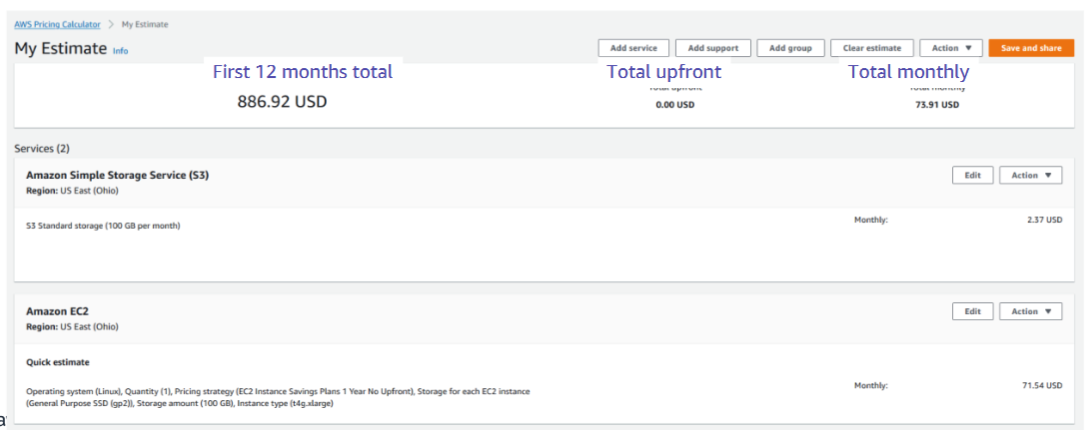 AWS Pricing Calculator > My Estimate
My Estimate Info
Add service Add support Add group Clear estimate Action ▼ Save and share
First 12 months total Total upfront Total monthly
886.92 USD 0.00 USD 73.91 USD
Services (2)
Amazon Simple Storage Service (S3) Edit Action ▼
Region: US East (Ohio)
S3 Standard storage (100 GB per month) Monthly: 2.37 USD
Amazon EC2 Edit Action ▼
Region: US East (Ohio)
Quick estimate
Operating system (Linux), Quantity (1), Pricing strategy (EC2 Instance Savings Plans 1 Year No Upfront), Storage for each EC2 instance Monthly: 71.54 USD
(General Purpose SSD (gp2)), Storage amount (100 GB), Instance type (t4g.xlarge)